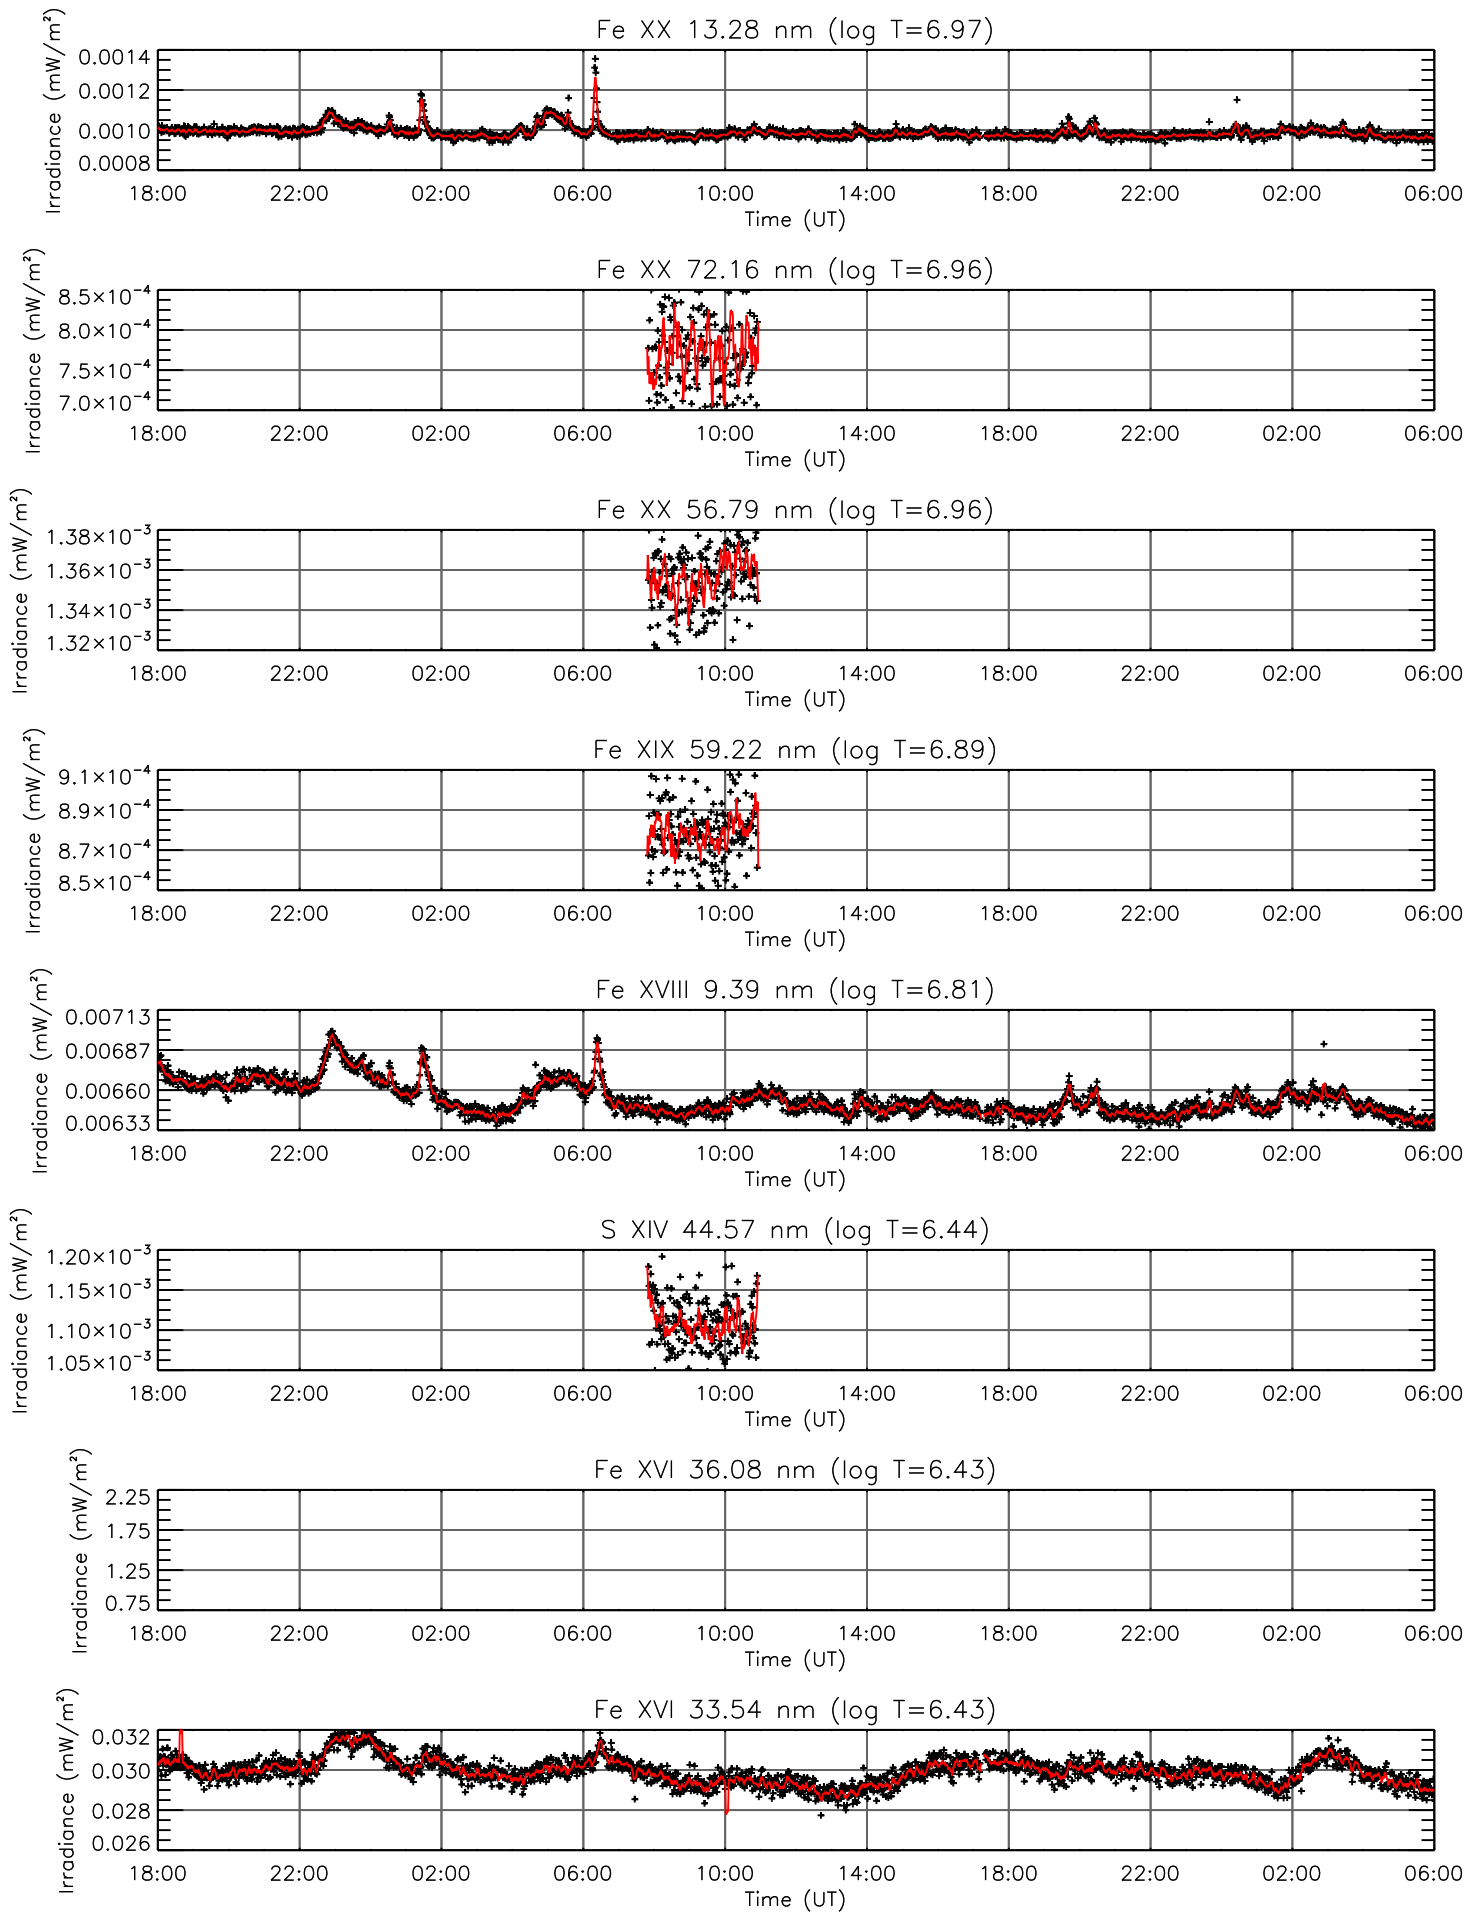 Fe XX 13.28 nm (log T=6.97)
Irradiance (mW/m²)
0.0014
0.0012
0.0010
0.0008
18:00 22:00 02:00 06:00 10:00 14:00 18:00 22:00 02:00 06:00
Time (UT)
Fe XX 72.16 nm (log T=6.96)
Irradiance (mW/m²)
8.5×10⁻⁴
8.0×10⁻⁴
7.5×10⁻⁴
7.0×10⁻⁴
18:00 22:00 02:00 06:00 10:00 14:00 18:00 22:00 02:00 06:00
Time (UT)
Fe XX 56.79 nm (log T=6.96)
Irradiance (mW/m²)
1.38×10⁻³
1.36×10⁻³
1.34×10⁻³
1.32×10⁻³
18:00 22:00 02:00 06:00 10:00 14:00 18:00 22:00 02:00 06:00
Time (UT)
Fe XIX 59.22 nm (log T=6.89)
Irradiance (mW/m²)
9.1×10⁻⁴
8.9×10⁻⁴
8.7×10⁻⁴
8.5×10⁻⁴
18:00 22:00 02:00 06:00 10:00 14:00 18:00 22:00 02:00 06:00
Time (UT)
Fe XVIII 9.39 nm (log T=6.81)
Irradiance (mW/m²)
0.00713
0.00687
0.00660
0.00633
18:00 22:00 02:00 06:00 10:00 14:00 18:00 22:00 02:00 06:00
Time (UT)
S XIV 44.57 nm (log T=6.44)
Irradiance (mW/m²)
1.20×10⁻³
1.15×10⁻³
1.10×10⁻³
1.05×10⁻³
18:00 22:00 02:00 06:00 10:00 14:00 18:00 22:00 02:00 06:00
Time (UT)
Fe XVI 36.08 nm (log T=6.43)
Irradiance (mW/m²)
2.25
1.75
1.25
0.75
18:00 22:00 02:00 06:00 10:00 14:00 18:00 22:00 02:00 06:00
Time (UT)
Fe XVI 33.54 nm (log T=6.43)
Irradiance (mW/m²)
0.032
0.030
0.028
0.026
18:00 22:00 02:00 06:00 10:00 14:00 18:00 22:00 02:00 06:00
Time (UT)